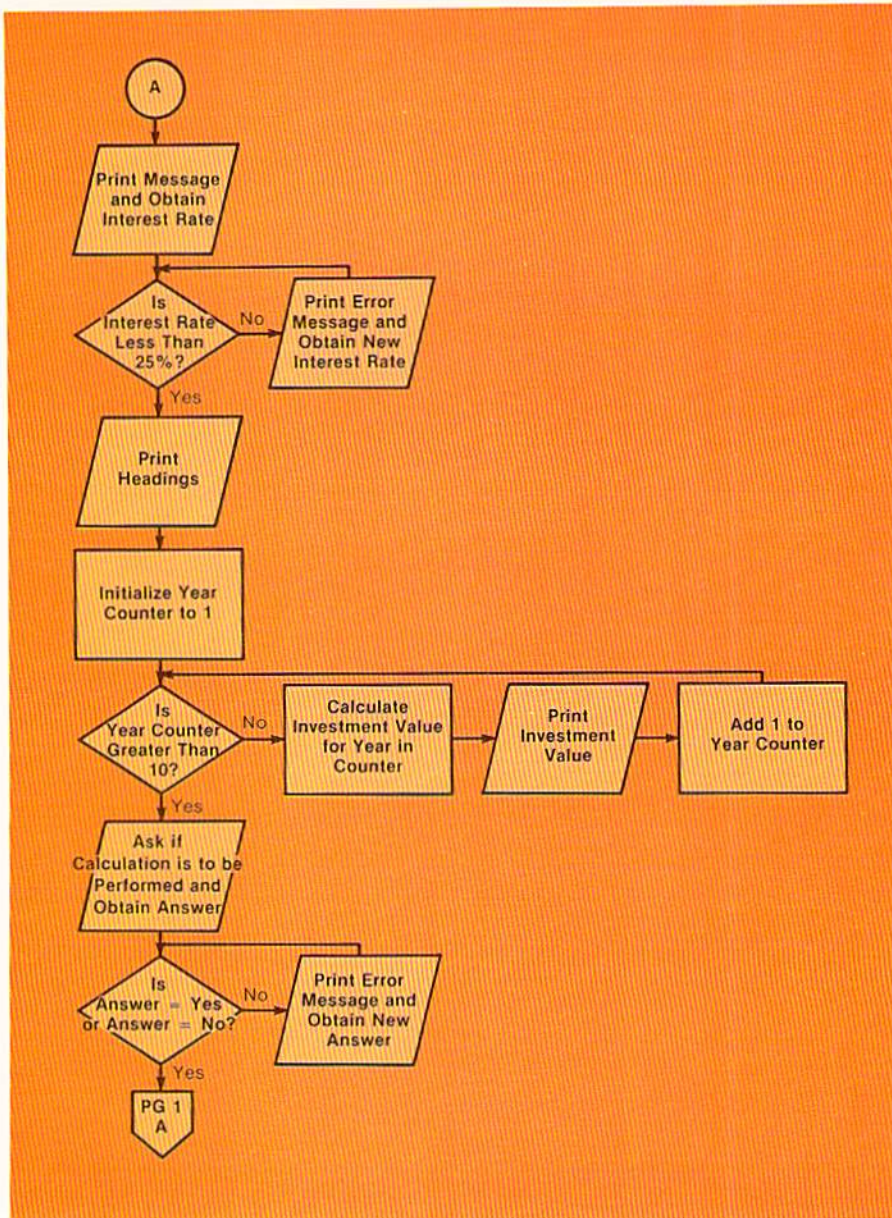 A
Print Message
and Obtain
Interest Rate
Is
Interest Rate
Less Than
25%?
No
Print Error
Message and
Obtain New
Interest Rate
Yes
Print
Headings
Initialize Year
Counter to 1
Is
Year Counter
Greater Than
10?
No
Calculate
Investment Value
for Year in
Counter
Print
Investment
Value
Add 1 to
Year Counter
Yes
Ask if
Calculation is to be
Performed and
Obtain Answer
Is
Answer = Yes
or Answer = No?
No
Print Error
Message and
Obtain New
Answer
Yes
PG 1
A